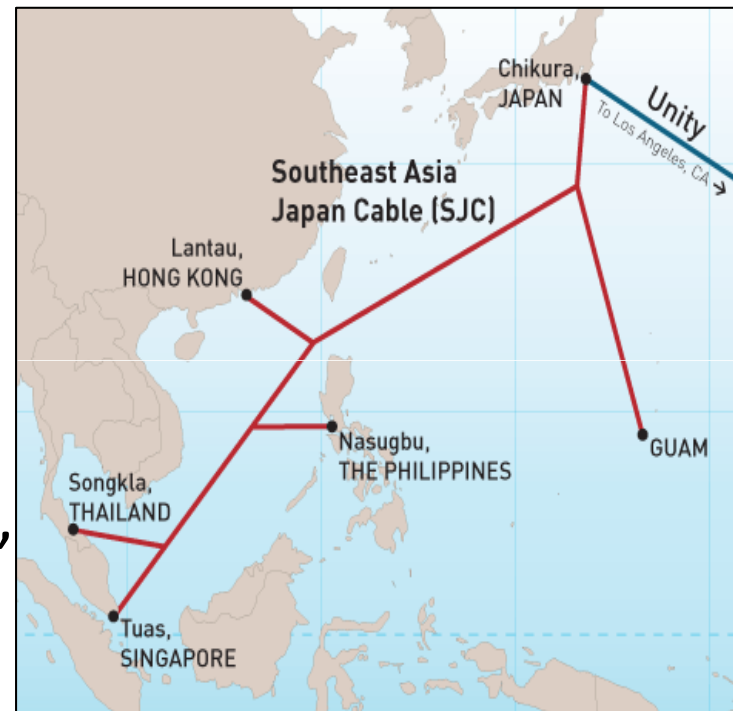 Chikura,
JAPAN
Unity
To Los Angeles, CA →
Southeast Asia
Japan Cable (SJC)
Lantau,
HONG KONG
Nasugbu,
THE PHILIPPINES
GUAM
Songkla,
THAILAND
,
Tuas,
SINGAPORE